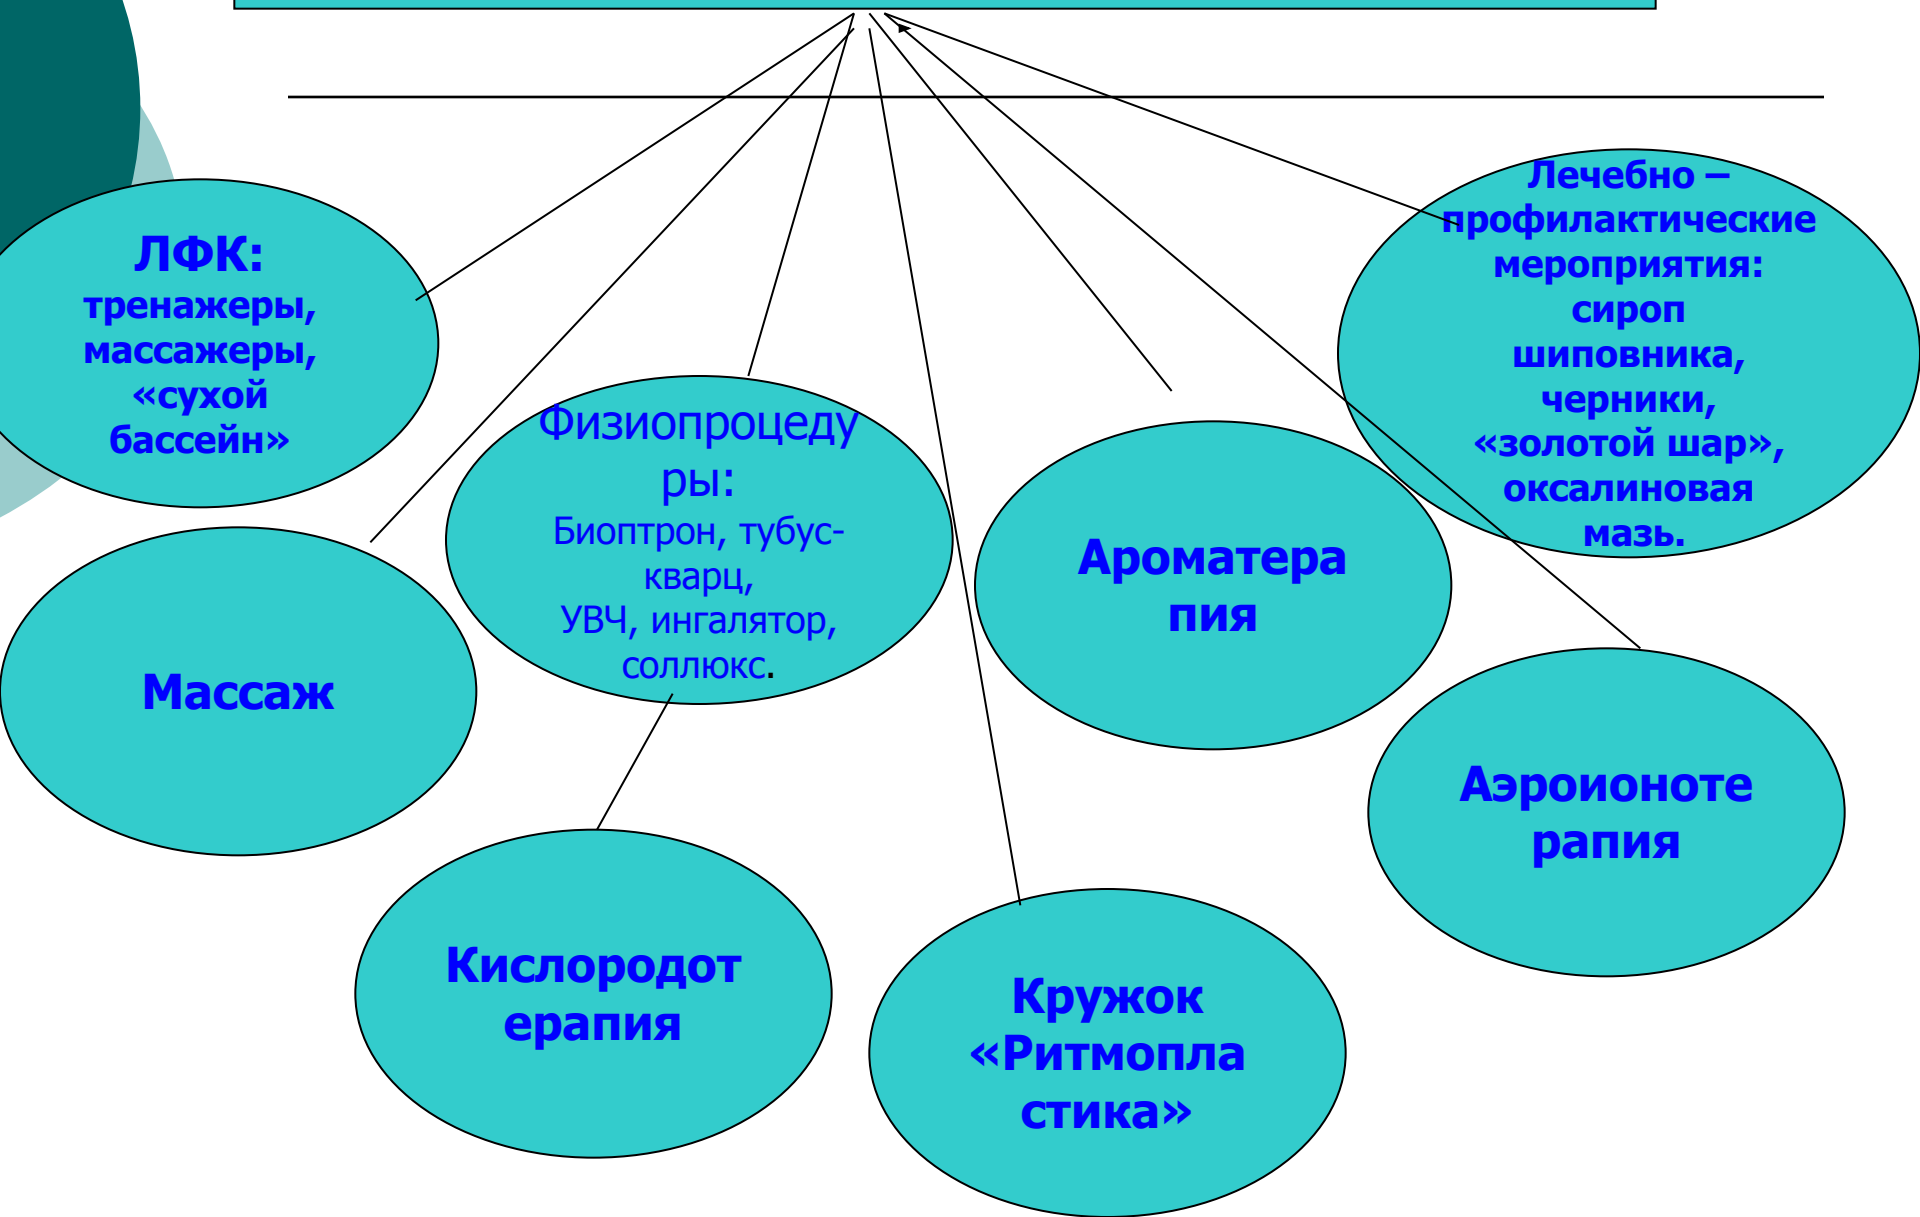 ЛФК:
тренажеры,
массажеры,
«сухой
бассейн»
Массаж
Физиопроцеду
ры:
Биоптрон, тубус-
кварц,
УВЧ, ингалятор,
соллюкс.
Кислородот
ерапия
Кружок
«Ритмопла
стика»
Ароматера
пия
Лечебно –
профилактические
мероприятия:
сироп
шиповника,
черники,
«золотой шар»,
оксалиновая
мазь.
Аэроионоте
рапия